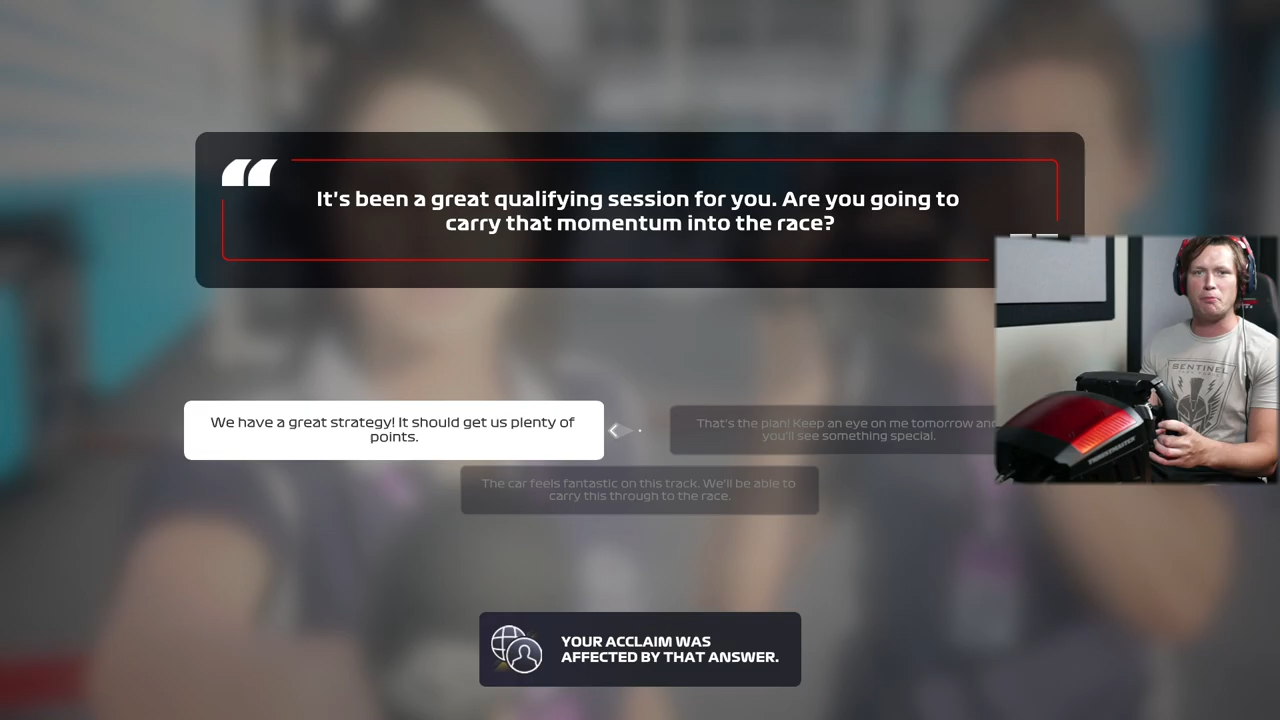 It's been a great qualifying session for you. Are you going to
carry that momentum into the race?
We have a great strategy! It should get us plenty of
points.
That's the plan! Keep an eye on me tomorrow and
you'll see something special.
The car feels fantastic on this track. We'll be able to
carry this through to the race.
SENTINEL
THRUSTMASTER
YOUR ACCLAIM WAS
AFFECTED BY THAT ANSWER.